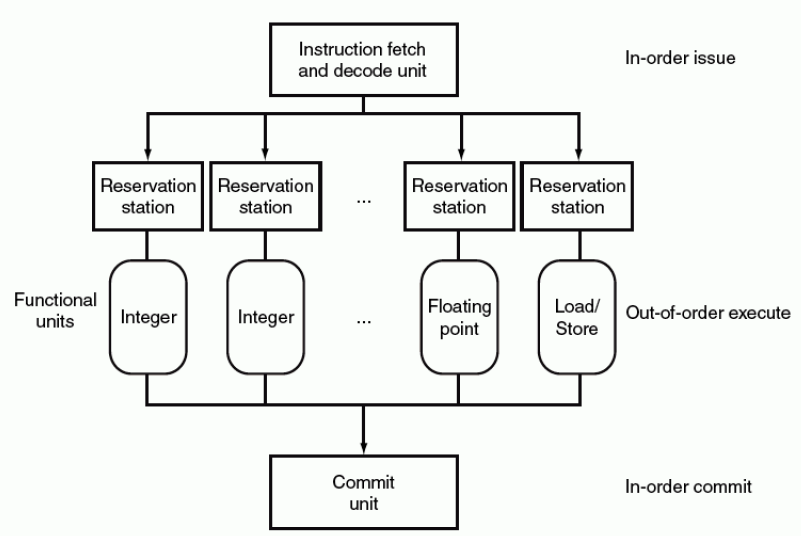 Instruction fetch
and decode unit
In-order issue
Reservation
station
Reservation
station
...
Reservation
station
Reservation
station
Functional
units
Integer
Integer
...
Floating
point
Load/
Store
Out-of-order execute
Commit
unit
In-order commit